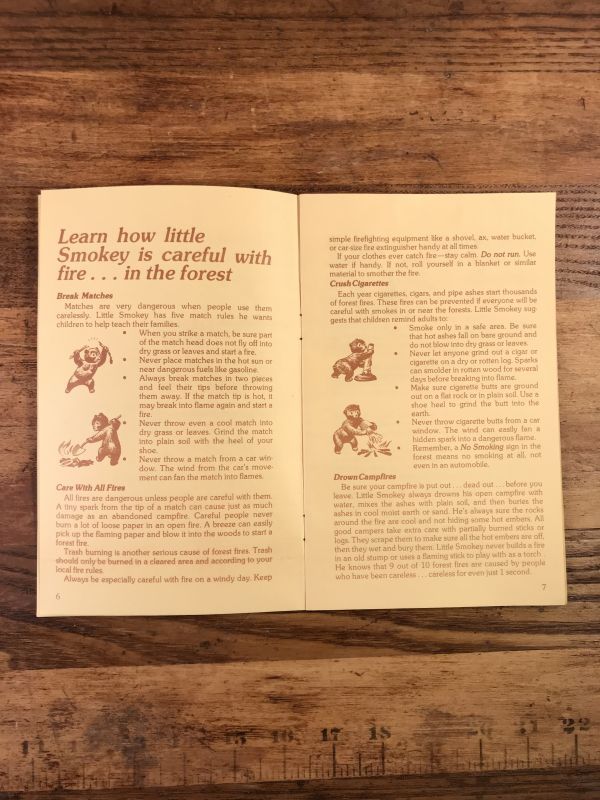 Learn how little
Smokey is careful with
fire . . . in the forest
Break Matches
Matches are very dangerous when people use them
carelessly. Little Smokey has five match rules he wants
children to help teach their families.
• When you strike a match, be sure part
of the match head does not fly off into
dry grass or leaves and start a fire.
• Never place matches in the hot sun or
near dangerous fuels like gasoline.
• Always break matches in two pieces
and feel their tips before throwing
them away. If the match tip is hot, it
may break into flame again and start a
fire.
• Never throw even a cool match into
dry grass or leaves. Grind the match
into plain soil with the heel of your
shoe.
• Never throw a match from a car win-
dow. The wind from the car's move-
ment can fan the match into flames.
Care With All Fires
All fires are dangerous unless people are careful with them.
A tiny spark from the tip of a match can cause just as much
damage as an abandoned campfire. Careful people never
burn a lot of loose paper in an open fire. A breeze can easily
pick up the flaming paper and blow it into the woods to start a
forest fire.
Trash burning is another serious cause of forest fires. Trash
should only be burned in a cleared area and according to your
local fire rules.
Always be especially careful with fire on a windy day. Keep
6
simple firefighting equipment like a shovel, ax, water bucket,
or car-size fire extinguisher handy at all times.
If your clothes ever catch fire—stay calm. Do not run. Use
water if handy. If not, roll yourself in a blanket or similar
material to smother the fire.
Crush Cigarettes
Each year cigarettes, cigars, and pipe ashes start thousands
of forest fires. These fires can be prevented if everyone will be
careful with smokes in or near the forests. Little Smokey sug-
gests that children remind adults to:
• Smoke only in a safe area. Be sure
that hot ashes fall on bare ground and
do not blow into dry grass or leaves.
• Never let anyone grind out a cigar or
cigarette on a dry or rotten log. Sparks
can smolder in rotten wood for several
days before breaking into flame.
• Make sure cigarette butts are ground
out on a flat rock or in plain soil. Use a
shoe heel to grind the butt into the
earth.
• Never throw cigarette butts from a car
window. The wind can easily fan a
hidden spark into a dangerous flame.
• Remember, a No Smoking sign in the
forest means no smoking at all, not
even in an automobile.
Drown Campfires
Be sure your campfire is put out . . . dead out . . . before you
leave. Little Smokey always drowns his open campfire with
water, mixes the ashes with plain soil, and then buries the
ashes in cool moist earth or sand. He's always sure the rocks
around the fire are cool and not hiding some hot embers. All
good campers take extra care with partially burned sticks or
logs. They scrape them to make sure all the hot embers are off,
then they wet and bury them. Little Smokey never builds a fire
in an old stump or uses a flaming stick to play with as a torch.
He knows that 9 out of 10 forest fires are caused by people
who have been careless . . . careless for even just 1 second.
7
15 16 17 18 20 21 22